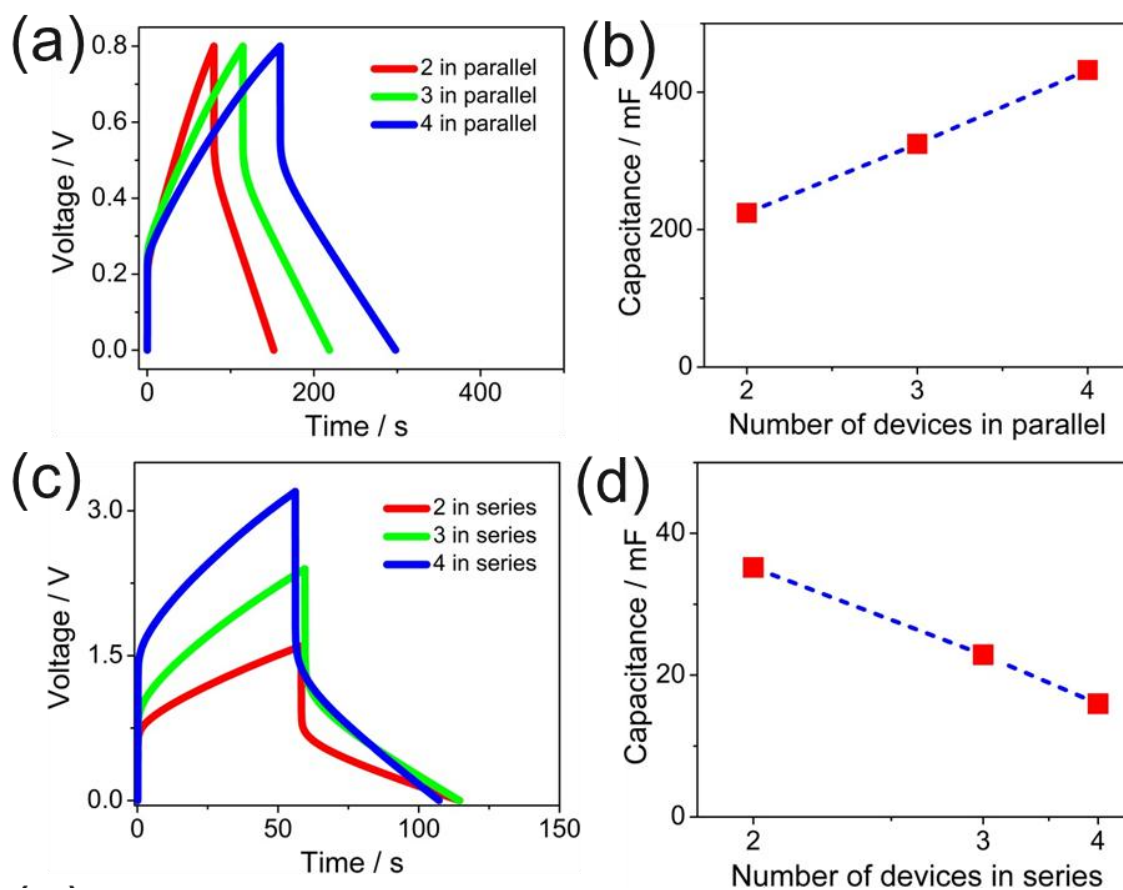 (a)
Voltage / V
0.8
0.6
0.4
0.2
0.0
2 in parallel
3 in parallel
4 in parallel
0 200 400
Time / s
(b)
Capacitance / mF
400
200
0
2 3 4
Number of devices in parallel
(c)
Voltage / V
3.0
1.5
0.0
2 in series
3 in series
4 in series
0 50 100 150
Time / s
(d)
Capacitance / mF
40
20
0
2 3 4
Number of devices in series